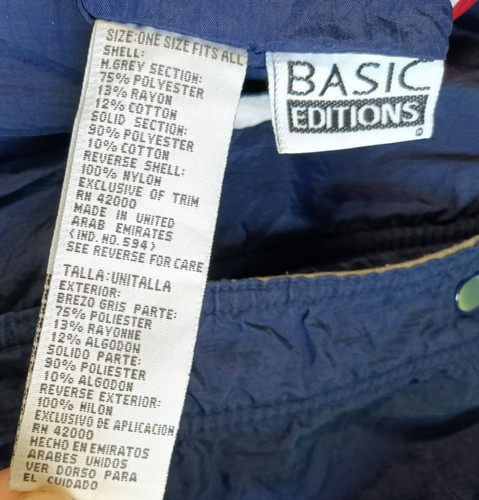 SIZE:ONE SIZE FITS ALL
SHELL:
H.GREY SECTION:
75% POLYESTER
13% RAYON
12% COTTON
SOLID SECTION:
90% POLYESTER
10% COTTON
REVERSE SHELL:
100% NYLON
EXCLUSIVE OF TRIM
RN 42000
MADE IN UNITED
ARAB EMIRATES
(IND.NO.594)
SEE REVERSE FOR CARE
TALLA:UNITALLA
EXTERIOR:
BREZO GRIS PARTE:
75% POLIESTER
13% RAYONNE
12% ALGODON
SOLIDO PARTE:
90% POLIESTER
10% ALGODON
REVERSE EXTERIOR:
100% NILON
EXCLUSIVO DE APLICACION
RN 42000
HECHO EN EMIRATOS
ARABES UNIDOS
VER DORSO PARA
EL CUIDADO
BASIC
EDITIONS
©